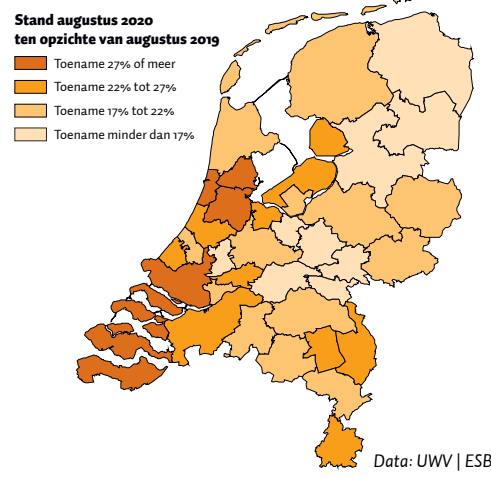 Stand augustus 2020
ten opzichte van augustus 2019
Toename 27% of meer
Toename 22% tot 27%
Toename 17% tot 22%
Toename minder dan 17%
Data: UWV | ESB